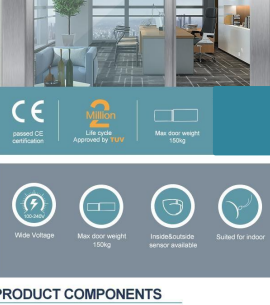 CE
passed CE
certification
2
Million
Life cycle
Approved by TUV
Max door weight
150kg
100-240V
Wide Voltage
Max door weight
150kg
Inside&outside
sensor available
Suited for indoor
PRODUCT COMPONENTS